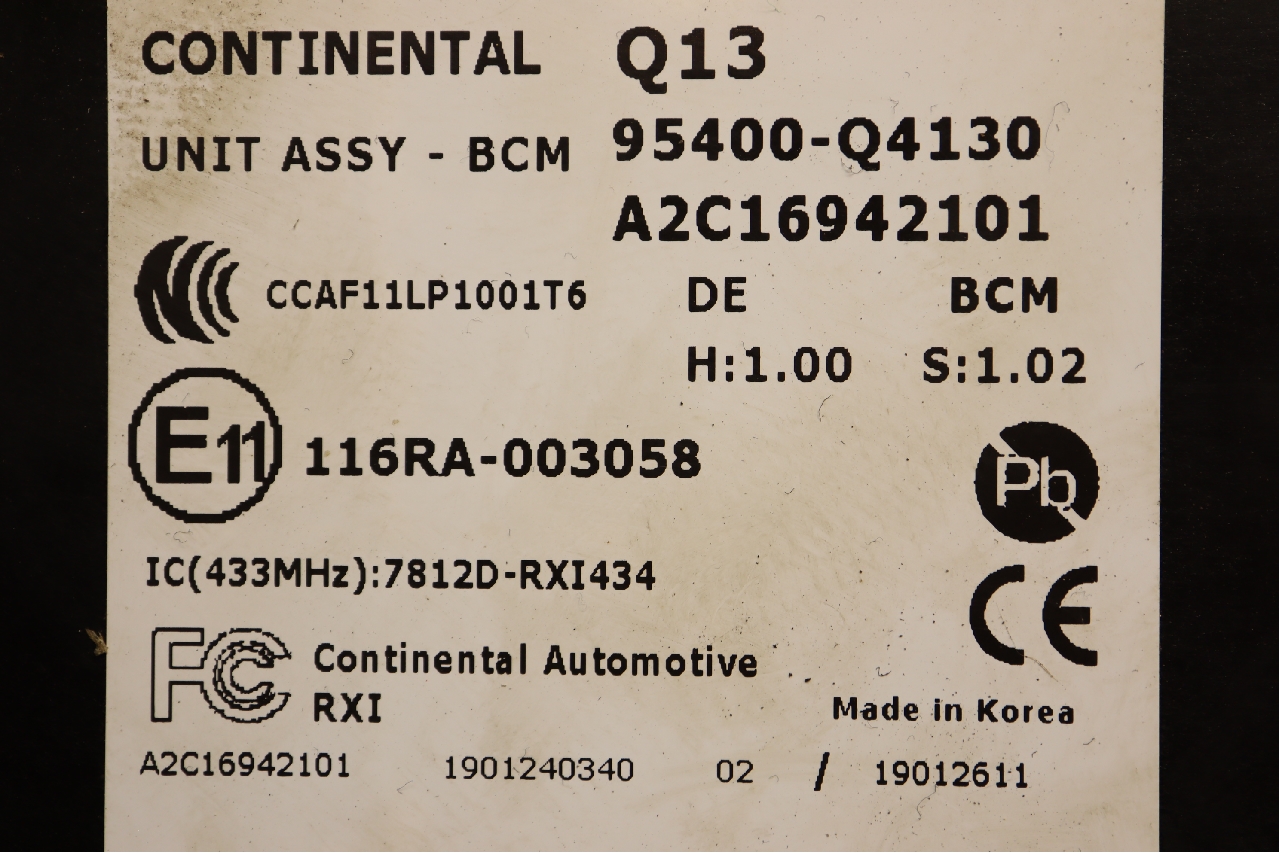 CONTINENTAL Q13
UNIT ASSY - BCM 95400-Q4130
A2C16942101
CCAF11LP1001T6 DE BCM
H:1.00 S:1.02
E11 116RA-003058
Pb
IC(433MHz):7812D-RXI434
CE
FC Continental Automotive
RXI
Made in Korea
A2C16942101 1901240340 02 / 19012611